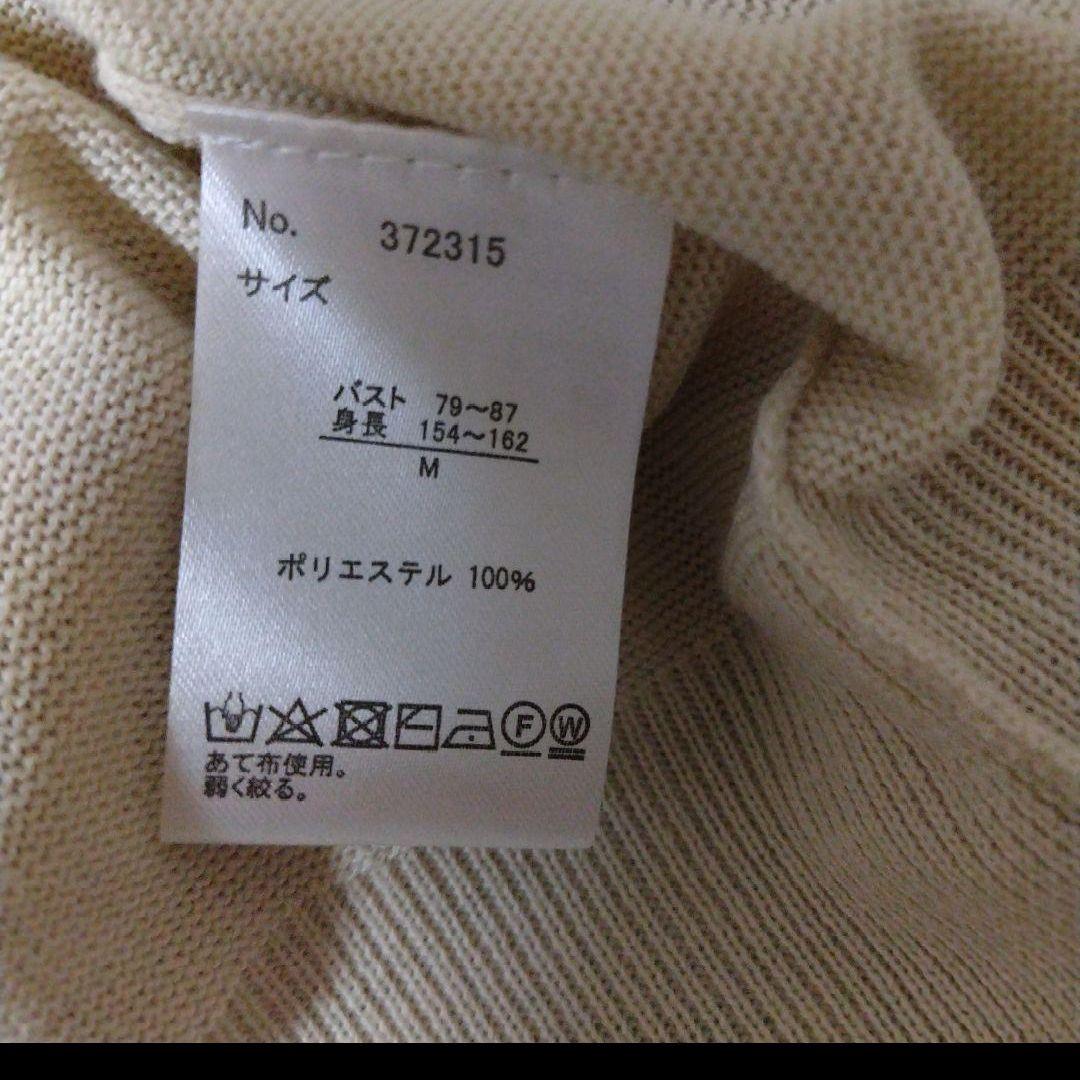 No. 372315
サイズ
バスト 79～87
身長 154～162
M
ポリエステル 100%
F W
あて布使用。
弱く絞る。